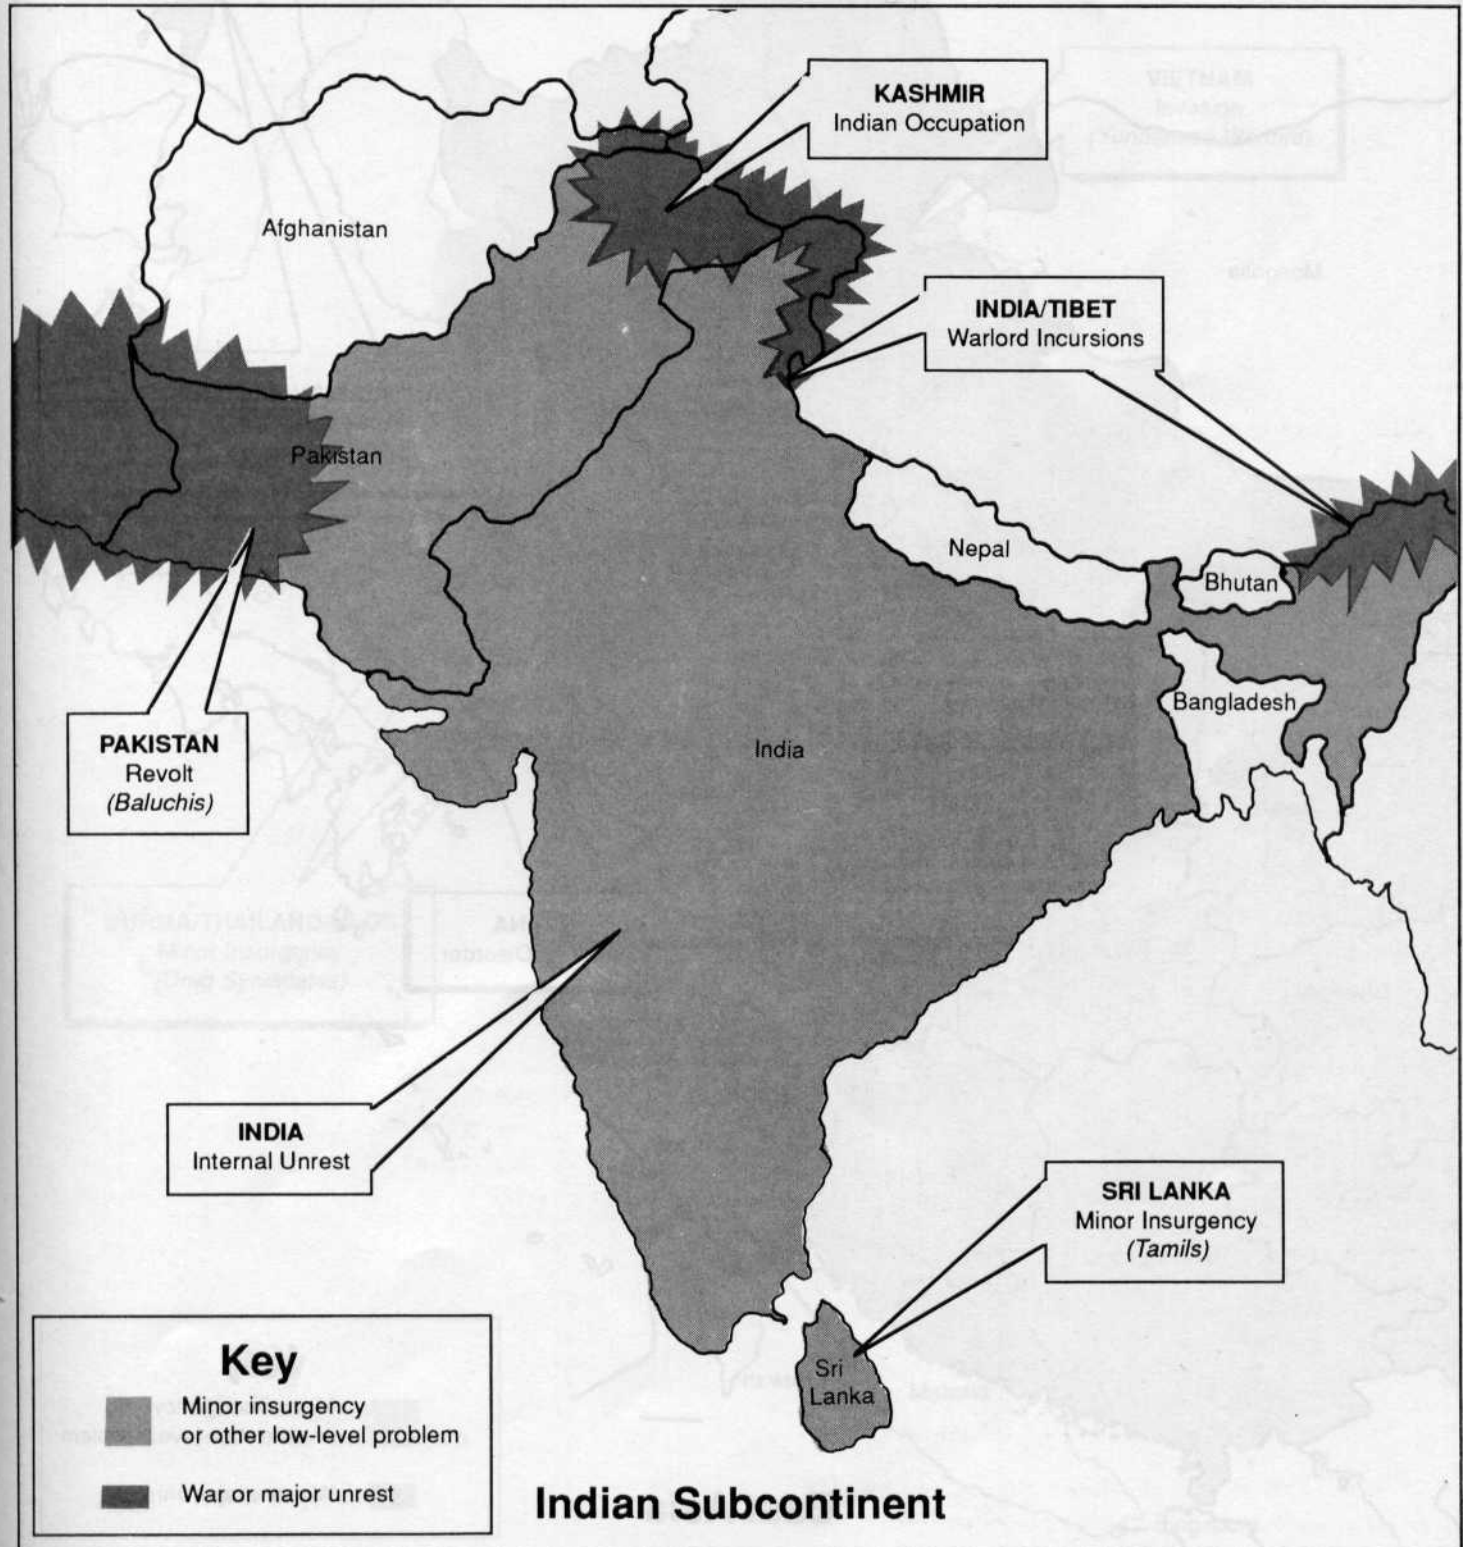 KASHMIR
Indian Occupation
Afghanistan
INDIA/TIBET
Warlord Incursions
Pakistan
Nepal
Bhutan
Bangladesh
PAKISTAN
Revolt
(Baluchis)
India
INDIA
Internal Unrest
SRI LANKA
Minor Insurgency
(Tamils)
Sri
Lanka
Key
Minor insurgency
or other low-level problem
War or major unrest
Indian Subcontinent